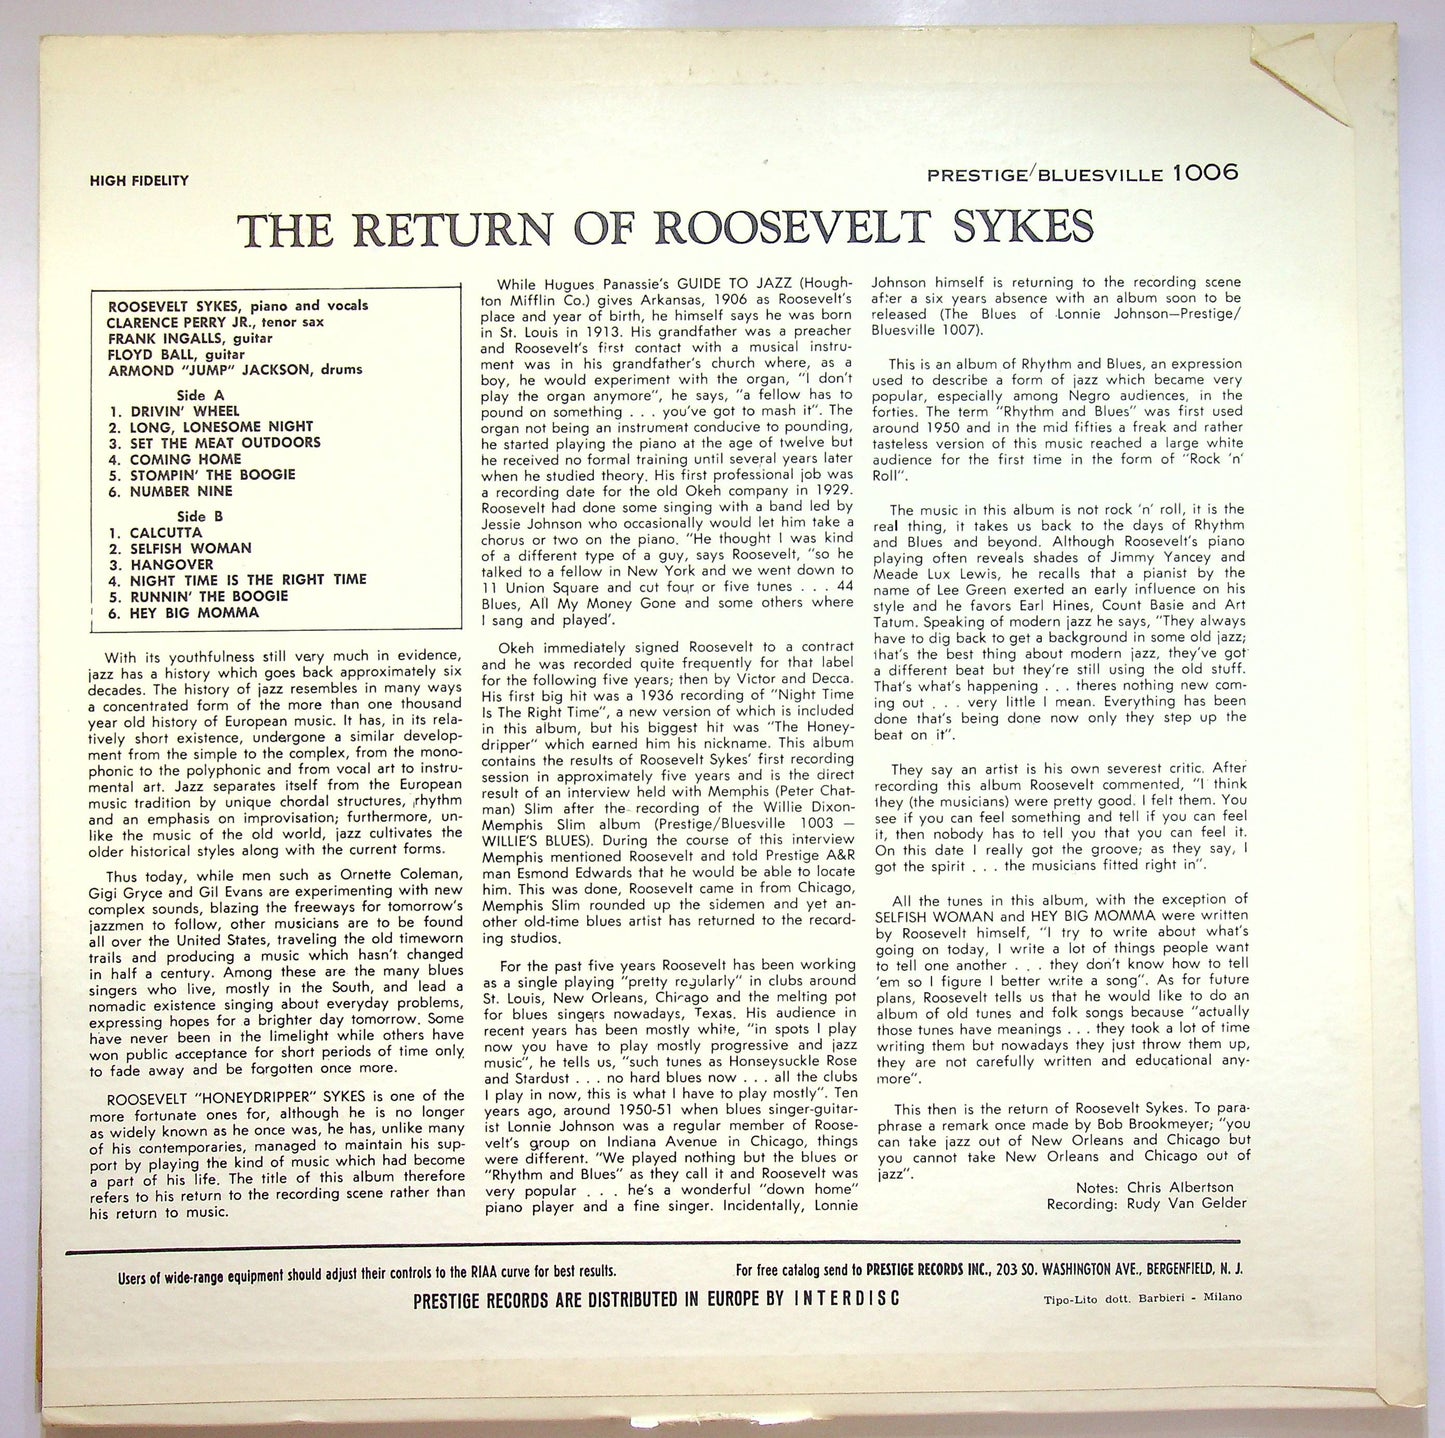 HIGH FIDELITY
PRESTIGE/BLUESVILLE 1006
THE RETURN OF ROOSEVELT SYKES
ROOSEVELT SYKES, piano and vocals
CLARENCE PERRY JR., tenor sax
FRANK INGALLS, guitar
FLOYD BALL, guitar
ARMOND "JUMP" JACKSON, drums
Side A
1. DRIVIN' WHEEL
2. LONG, LONESOME NIGHT
3. SET THE MEAT OUTDOORS
4. COMING HOME
5. STOMPIN' THE BOOGIE
6. NUMBER NINE
Side B
1. CALCUTTA
2. SELFISH WOMAN
3. HANGOVER
4. NIGHT TIME IS THE RIGHT TIME
5. RUNNIN' THE BOOGIE
6. HEY BIG MOMMA
With its youthfulness still very much in evidence,
jazz has a history which goes back approximately six
decades. The history of jazz resembles in many ways
a concentrated form of the more than one thousand
year old history of European music. It has, in its rela-
tively short existence, undergone a similar develop-
ment from the simple to the complex, from the mono-
phonic to the polyphonic and from vocal art to instru-
mental art. Jazz separates itself from the European
music tradition by unique chordal structures, rhythm
and an emphasis on improvisation; furthermore, un-
like the music of the old world, jazz cultivates the
older historical styles along with the current forms.
Thus today, while men such as Ornette Coleman,
Gigi Gryce and Gil Evans are experimenting with new
complex sounds, blazing the freeways for tomorrow's
jazzmen to follow, other musicians are to be found
all over the United States, traveling the old timeworn
trails and producing a music which hasn't changed
in half a century. Among these are the many blues
singers who live, mostly in the South, and lead a
nomadic existence singing about everyday problems,
expressing hopes for a brighter day tomorrow. Some
have never been in the limelight while others have
won public acceptance for short periods of time only,
to fade away and be forgotten once more.
ROOSEVELT "HONEYDRIPPER" SYKES is one of the
more fortunate ones for, although he is no longer
as widely known as he once was, he has, unlike many
of his contemporaries, managed to maintain his sup-
port by playing the kind of music which had become
a part of his life. The title of this album therefore
refers to his return to the recording scene rather than
his return to music.
While Hugues Panassie's GUIDE TO JAZZ (Hough-
ton Mifflin Co.) gives Arkansas, 1906 as Roosevelt's
place and year of birth, he himself says he was born
in St. Louis in 1913. His grandfather was a preacher
and Roosevelt's first contact with a musical instru-
ment was in his grandfather's church where, as a
boy, he would experiment with the organ, "I don't
play the organ anymore", he says, "a fellow has to
pound on something . . . you've got to mash it". The
organ not being an instrument conducive to pounding,
he started playing the piano at the age of twelve but
he received no formal training until several years later
when he studied theory. His first professional job was
a recording date for the old Okeh company in 1929.
Roosevelt had done some singing with a band led by
Jessie Johnson who occasionally would let him take a
chorus or two on the piano. "He thought I was kind
of a different type of a guy, says Roosevelt, "so he
talked to a fellow in New York and we went down to
11 Union Square and cut four or five tunes . . . 44
Blues, All My Money Gone and some others where
I sang and played'.
Okeh immediately signed Roosevelt to a contract
and he was recorded quite frequently for that label
for the following five years; then by Victor and Decca.
His first big hit was a 1936 recording of "Night Time
Is The Right Time", a new version of which is included
in this album, but his biggest hit was "The Honey-
dripper" which earned him his nickname. This album
contains the results of Roosevelt Sykes' first recording
session in approximately five years and is the direct
result of an interview held with Memphis (Peter Chat-
man) Slim after the recording of the Willie Dixon-
Memphis Slim album (Prestige/Bluesville 1003 —
WILLIE'S BLUES). During the course of this interview
Memphis mentioned Roosevelt and told Prestige A&R
man Esmond Edwards that he would be able to locate
him. This was done, Roosevelt came in from Chicago,
Memphis Slim rounded up the sidemen and yet an-
other old-time blues artist has returned to the record-
ing studios.
For the past five years Roosevelt has been working
as a single playing "pretty regularly" in clubs around
St. Louis, New Orleans, Chicago and the melting pot
for blues singers nowadays, Texas. His audience in
recent years has been mostly white, "in spots I play
now you have to play mostly progressive and jazz
music", he tells us, "such tunes as Honseysuckle Rose
and Stardust . . . no hard blues now . . . all the clubs
I play in now, this is what I have to play mostly". Ten
years ago, around 1950-51 when blues singer-guitar-
ist Lonnie Johnson was a regular member of Roose-
velt's group on Indiana Avenue in Chicago, things
were different. "We played nothing but the blues or
"Rhythm and Blues" as they call it and Roosevelt was
very popular . . . he's a wonderful "down home"
piano player and a fine singer. Incidentally, Lonnie
Johnson himself is returning to the recording scene
after a six years absence with an album soon to be
released (The Blues of Lonnie Johnson—Prestige/
Bluesville 1007).
This is an album of Rhythm and Blues, an expression
used to describe a form of jazz which became very
popular, especially among Negro audiences, in the
forties. The term "Rhythm and Blues" was first used
around 1950 and in the mid fifties a freak and rather
tasteless version of this music reached a large white
audience for the first time in the form of "Rock 'n'
Roll".
The music in this album is not rock 'n' roll, it is the
real thing, it takes us back to the days of Rhythm
and Blues and beyond. Although Roosevelt's piano
playing often reveals shades of Jimmy Yancey and
Meade Lux Lewis, he recalls that a pianist by the
name of Lee Green exerted an early influence on his
style and he favors Earl Hines, Count Basie and Art
Tatum. Speaking of modern jazz he says, "They always
have to dig back to get a background in some old jazz;
that's the best thing about modern jazz, they've got
a different beat but they're still using the old stuff.
That's what's happening . . . theres nothing new com-
ing out . . . very little I mean. Everything has been
done that's being done now only they step up the
beat on it".
They say an artist is his own severest critic. After
recording this album Roosevelt commented, "I think
they (the musicians) were pretty good. I felt them. You
see if you can feel something and tell if you can feel
it, then nobody has to tell you that you can feel it.
On this date I really got the groove; as they say, I
got the spirit . . . the musicians fitted right in".
All the tunes in this album, with the exception of
SELFISH WOMAN and HEY BIG MOMMA were written
by Roosevelt himself, "I try to write about what's
going on today, I write a lot of things people want
to tell one another . . . they don't know how to tell
'em so I figure I better write a song". As for future
plans, Roosevelt tells us that he would like to do an
album of old tunes and folk songs because "actually
those tunes have meanings . . . they took a lot of time
writing them but nowadays they just throw them up,
they are not carefully written and educational any-
more".
This then is the return of Roosevelt Sykes. To para-
phrase a remark once made by Bob Brookmeyer; "you
can take jazz out of New Orleans and Chicago but
you cannot take New Orleans and Chicago out of
jazz".
Notes: Chris Albertson
Recording: Rudy Van Gelder
Users of wide-range equipment should adjust their controls to the RIAA curve for best results.
For free catalog send to PRESTIGE RECORDS INC., 203 SO. WASHINGTON AVE., BERGENFIELD, N. J.
PRESTIGE RECORDS ARE DISTRIBUTED IN EUROPE BY INTERDISC
Tipo-Lito dott. Barbieri - Milano